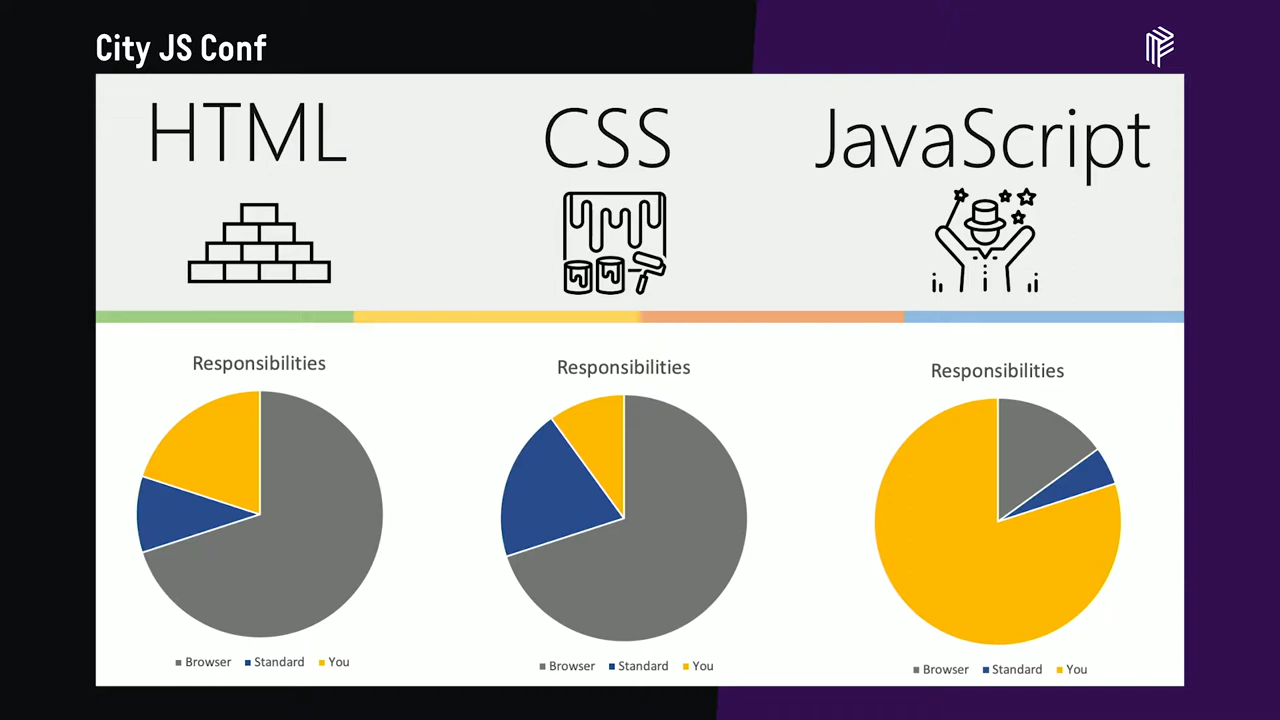 City JS Conf
HTML
CSS
JavaScript
Responsibilities
Browser Standard You
Responsibilities
Browser Standard You
Responsibilities
Browser Standard You